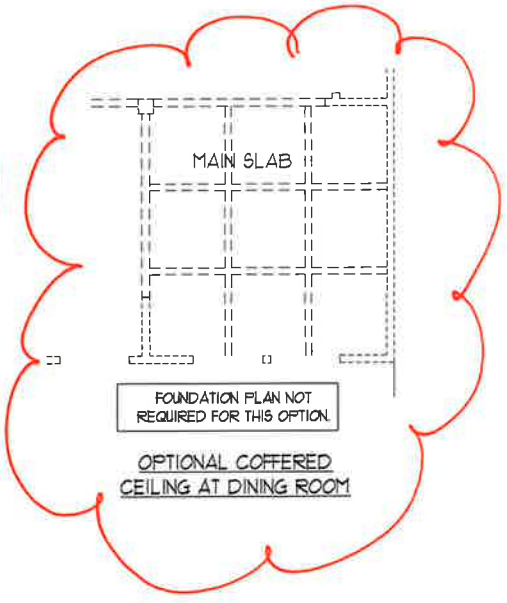 MAIN SLAB
FOUNDATION PLAN NOT
REQUIRED FOR THIS OPTION.
OPTIONAL COFFERED
CEILING AT DINING ROOM